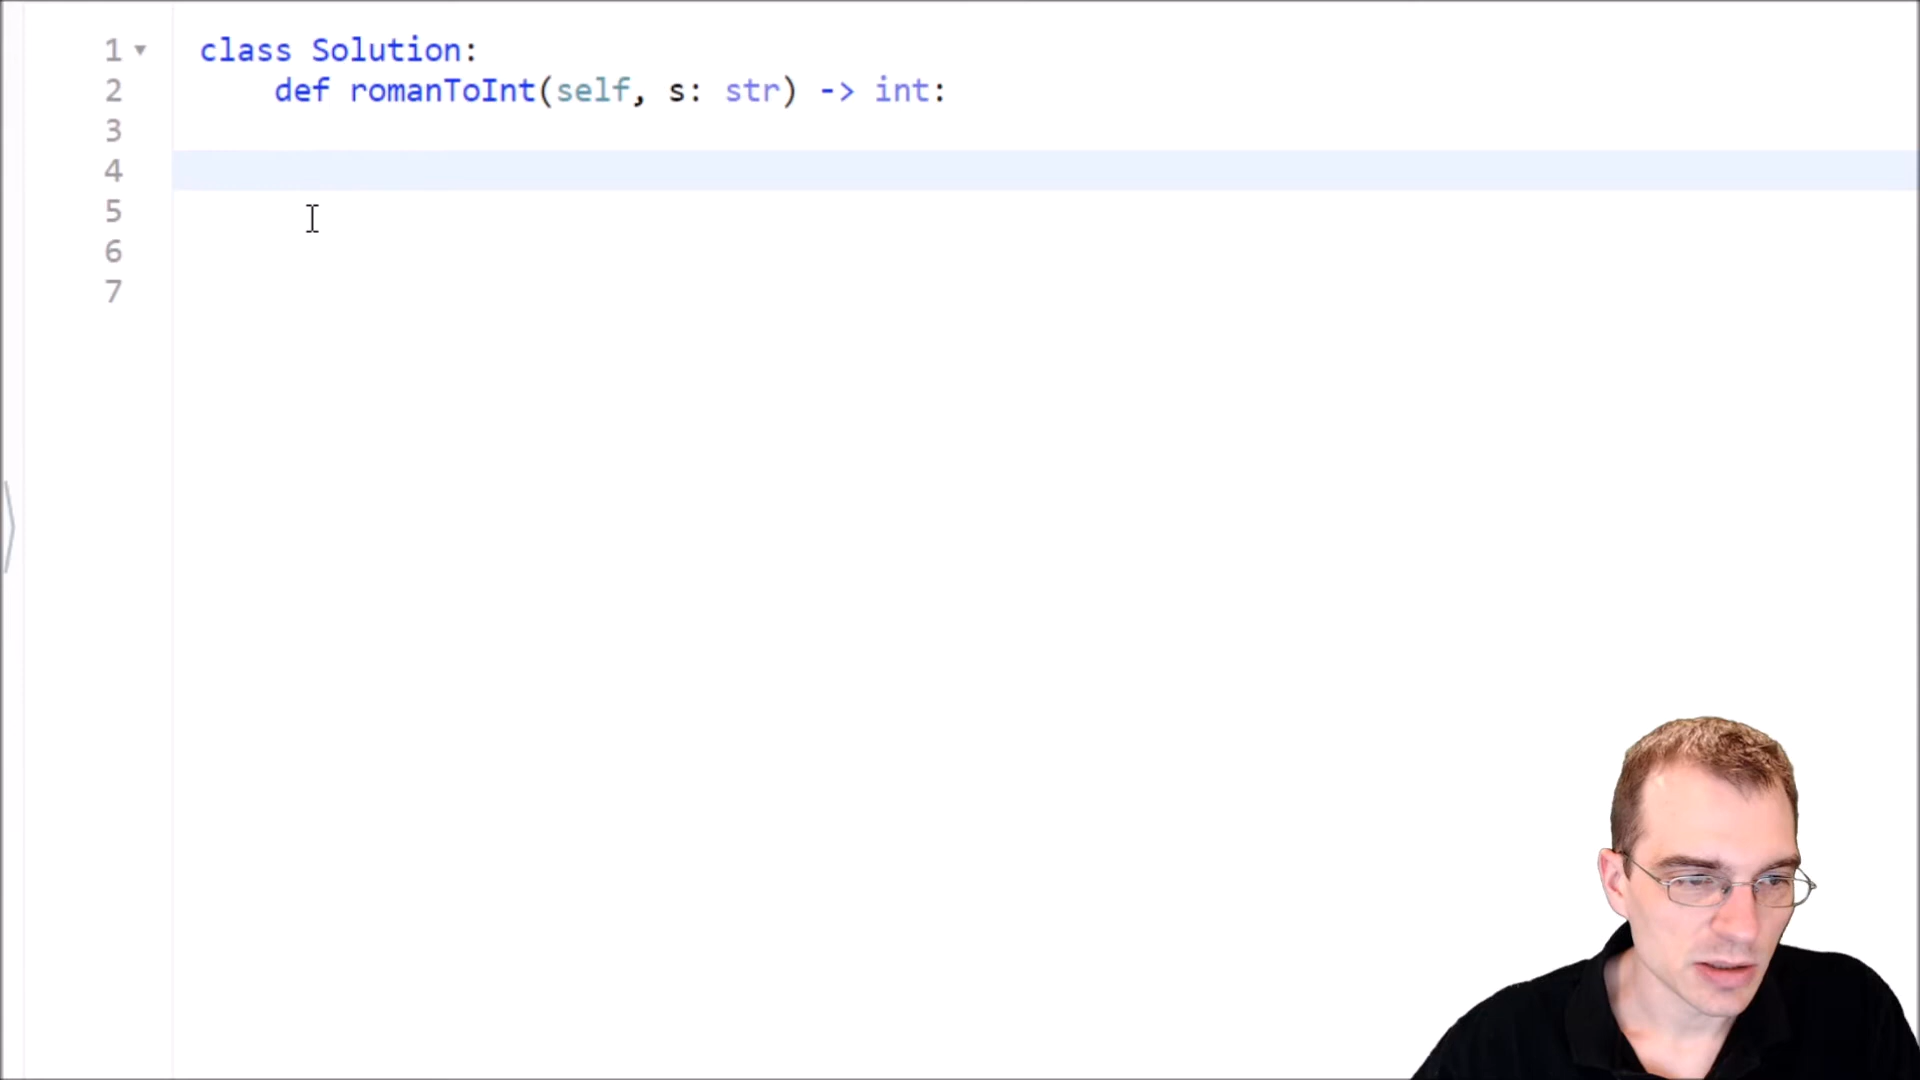 1 class Solution:
2 def romanToInt(self, s: str) -> int:
3
4
5
6
7